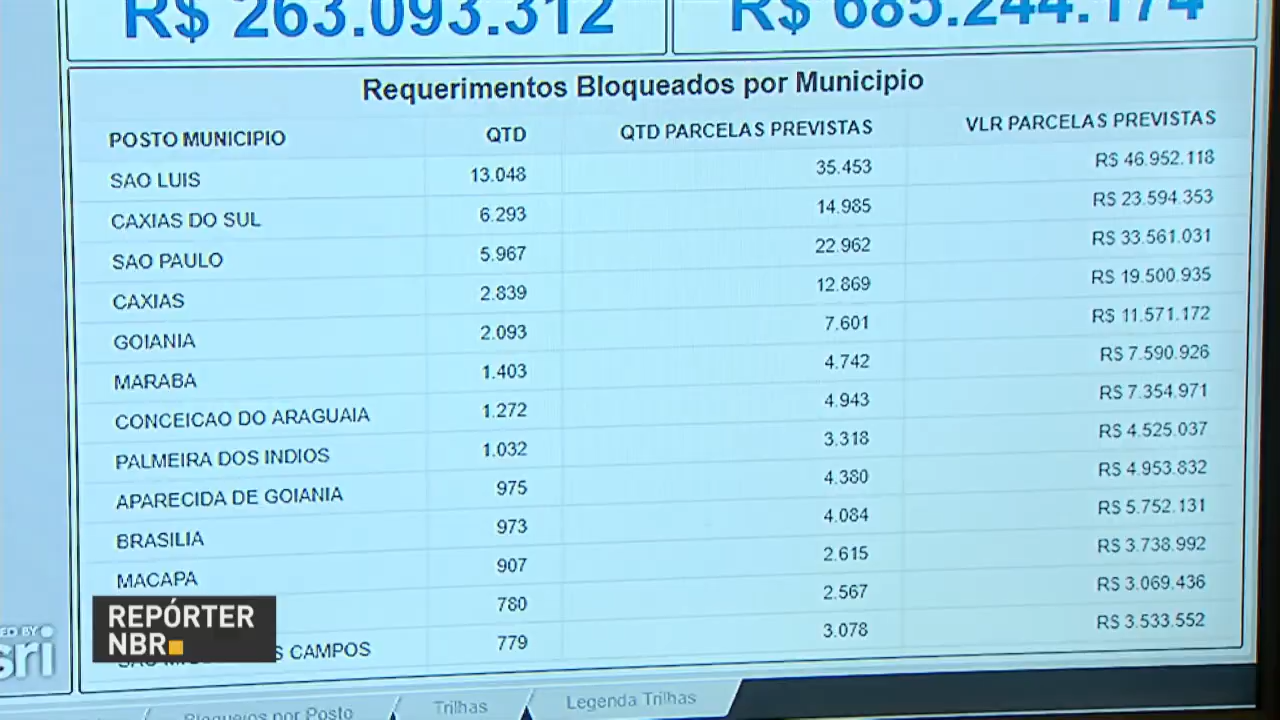 R$ 263.093.312 R$ 685.244.174
Requerimentos Bloqueados por Municipio
POSTO MUNICIPIO QTD QTD PARCELAS PREVISTAS VLR PARCELAS PREVISTAS
SAO LUIS 13.048 35.453 R$ 46.952.118
CAXIAS DO SUL 6.293 14.985 R$ 23.594.353
SAO PAULO 5.967 22.962 R$ 33.561.031
CAXIAS 2.839 12.869 R$ 19.500.935
GOIANIA 2.093 7.601 R$ 11.571.172
MARABA 1.403 4.742 R$ 7.590.926
CONCEICAO DO ARAGUAIA 1.272 4.943 R$ 7.354.971
PALMEIRA DOS INDIOS 1.032 3.318 R$ 4.525.037
APARECIDA DE GOIANIA 975 4.380 R$ 4.953.832
BRASILIA 973 4.084 R$ 5.752.131
MACAPA 907 2.615 R$ 3.738.992
780 2.567 R$ 3.069.436
CAMPOS 779 3.078 R$ 3.533.552
REPÓRTER
NBR
BY
sri
Bloqueios por Posto Trilhas Legenda Trilhas